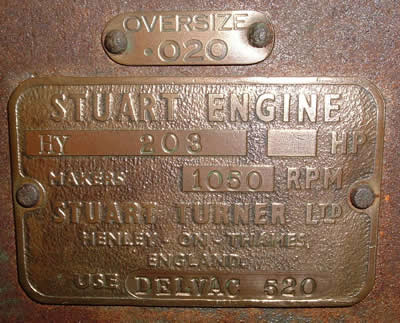 OVERSIZE
.020
STUART ENGINE
HY 203 HP
MAKERS 1050 RPM
STUART TURNER LTD
HENLEY-ON-THAMES,
ENGLAND.
USE DELVAC 520